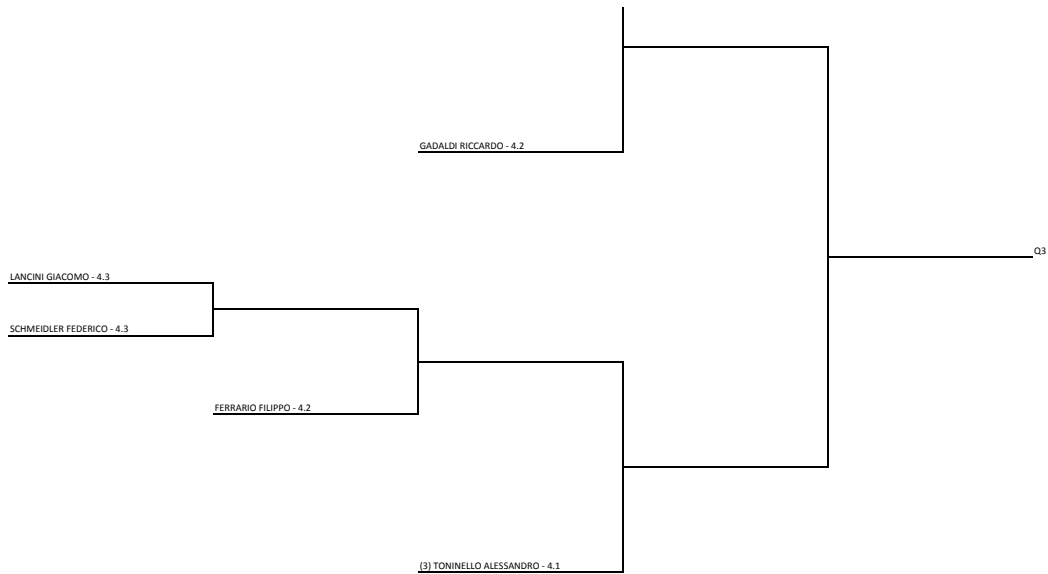 GADALDI RICCARDO - 4.2
Q3
LANCINI GIACOMO - 4.3
SCHMEIDLER FEDERICO - 4.3
FERRARIO FILIPPO - 4.2
(3) TONINELLO ALESSANDRO - 4.1